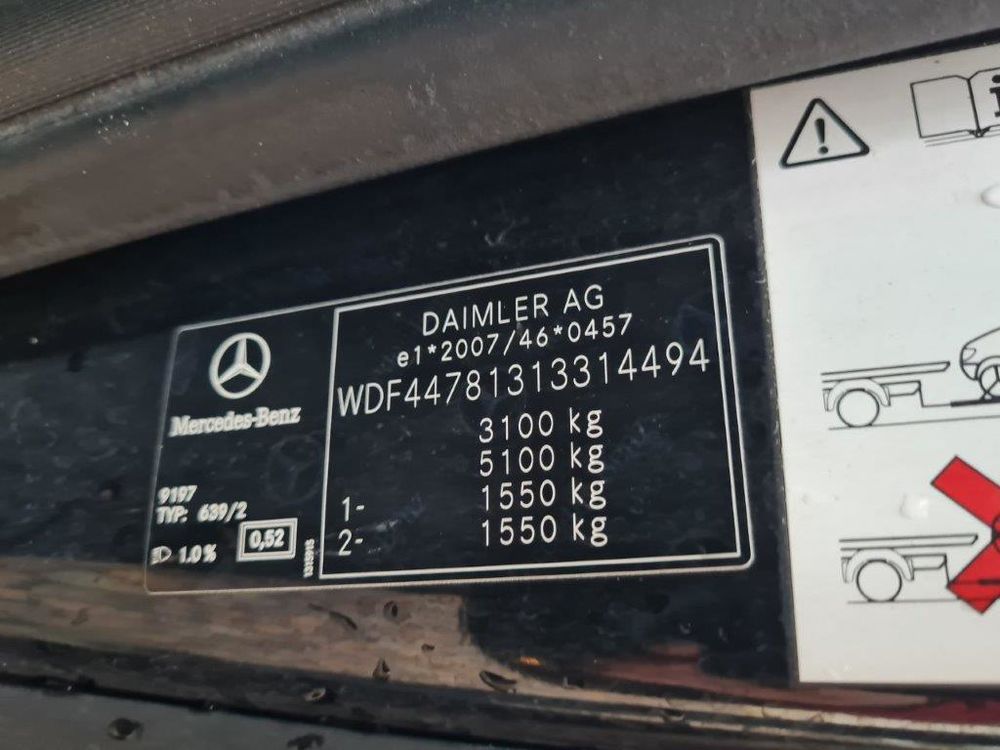 Mercedes-Benz
9197
TYP: 639/2
1.0%
0,52
1315915
DAIMLER AG
e1*2007/46*0457
WDF44781313314494
3100 kg
5100 kg
1- 1550 kg
2- 1550 kg
!
i